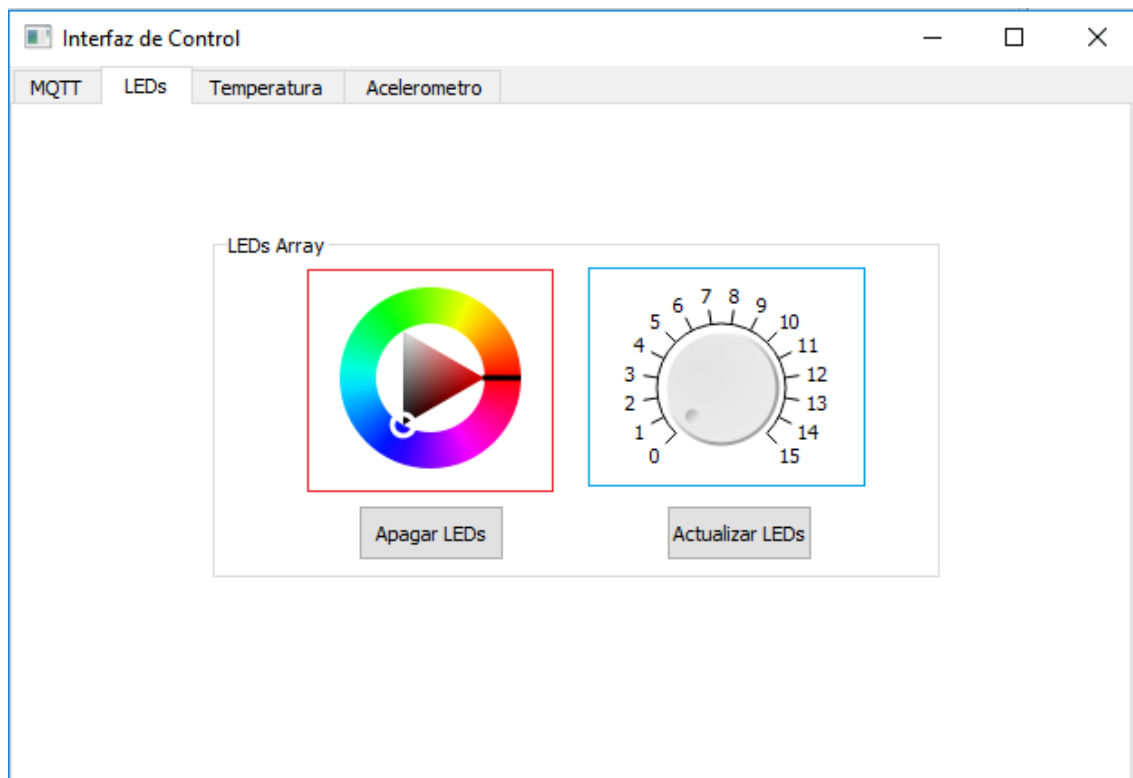 Interfaz de Control
MQTT LEDs Temperatura Acelerometro
LEDs Array
0 1 2 3 4 5 6 7 8 9 10 11 12 13 14 15
Apagar LEDs Actualizar LEDs